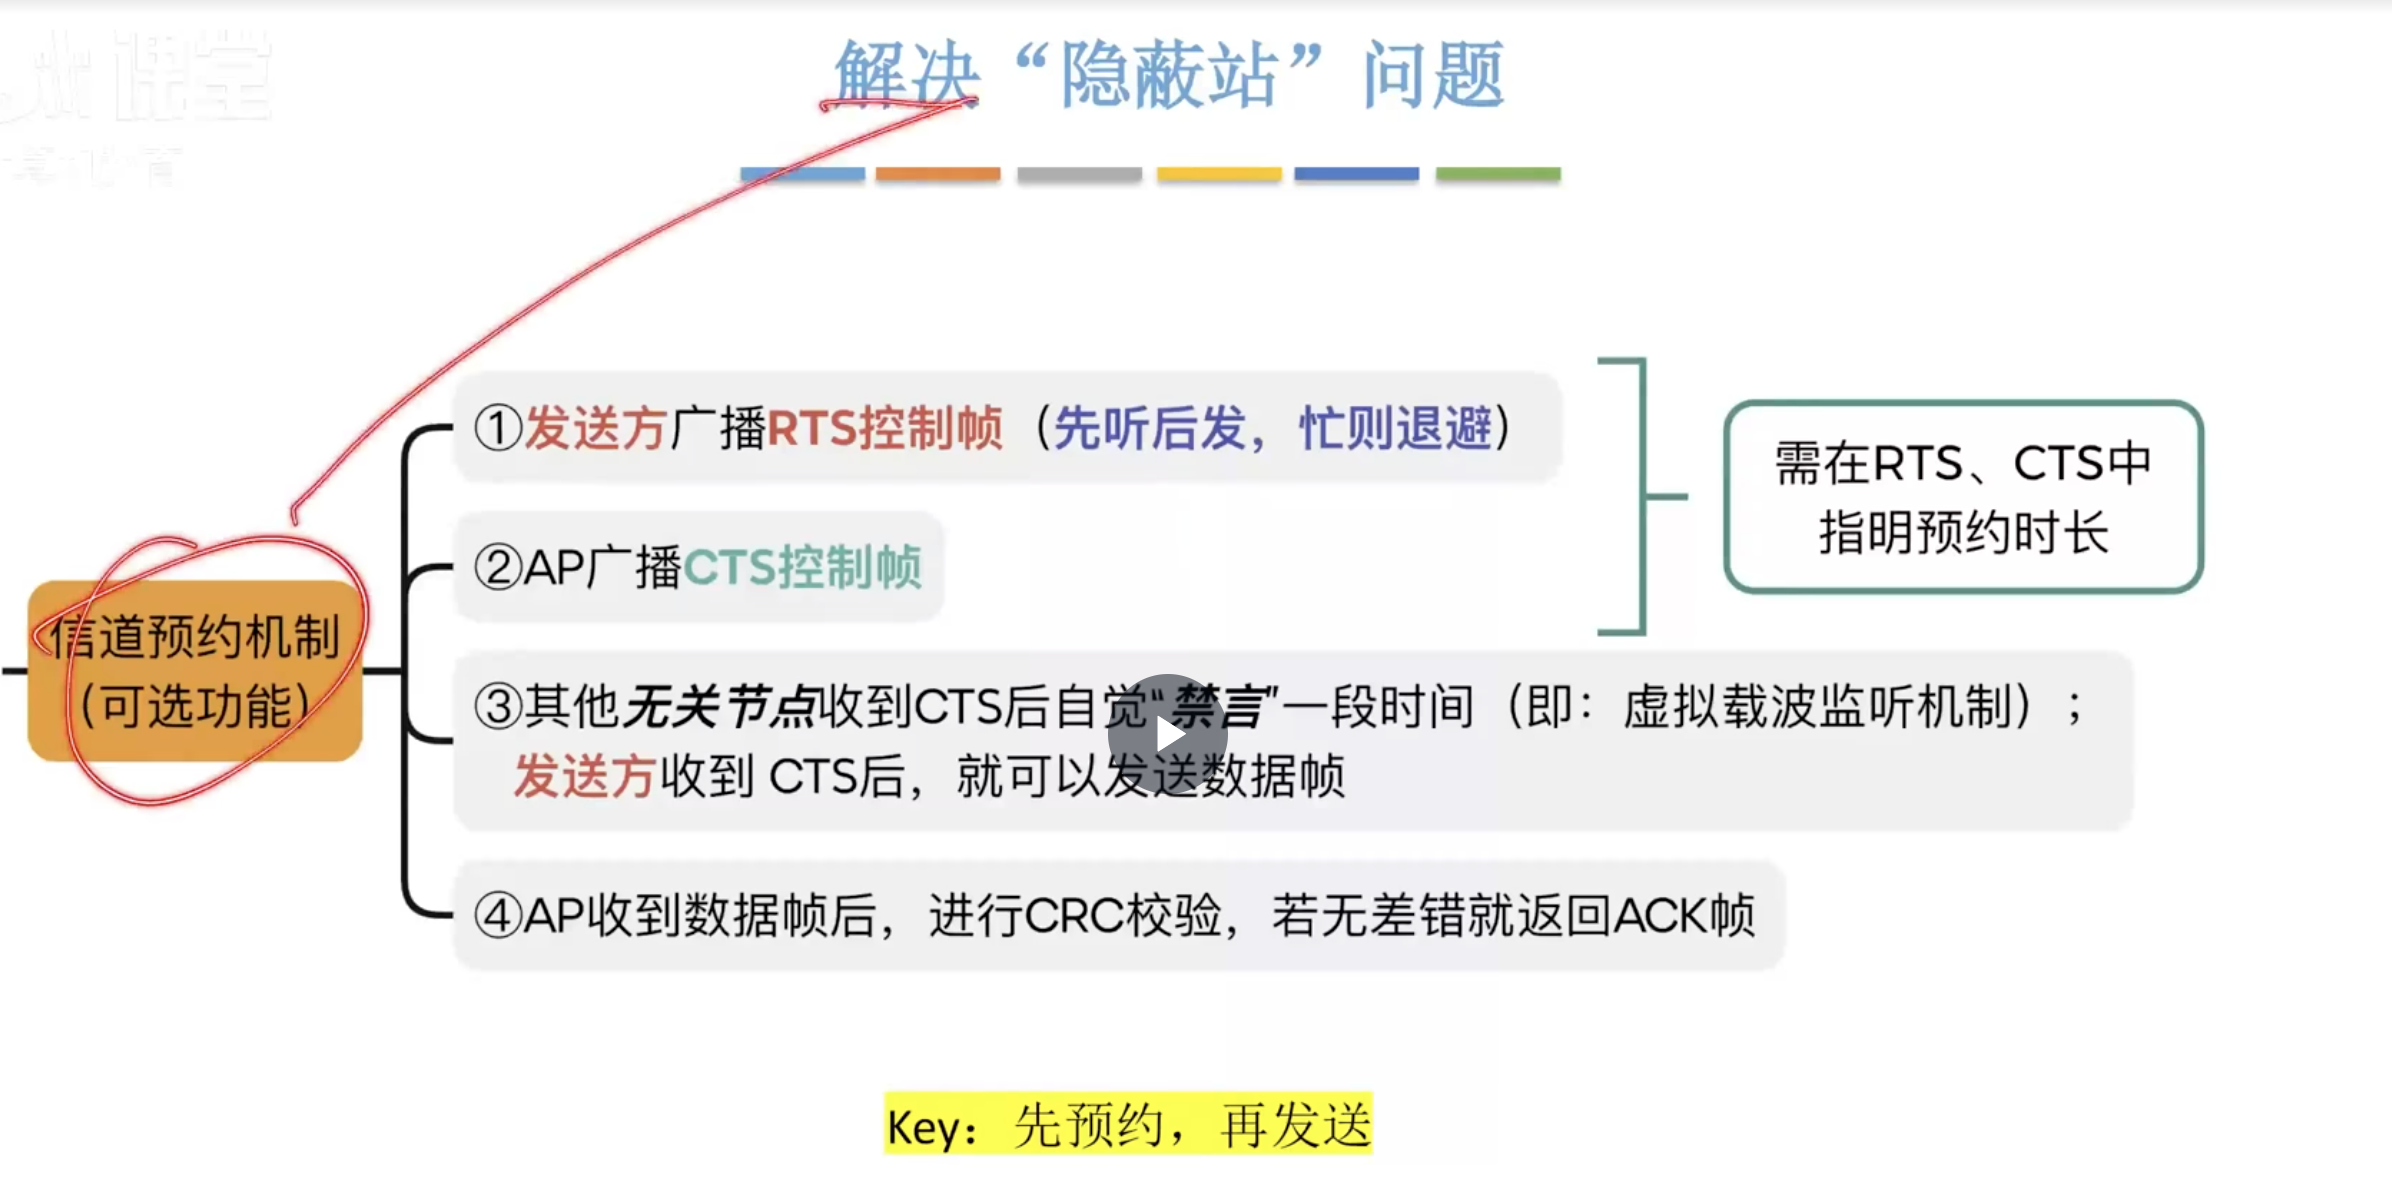 课堂
解决“隐蔽站”问题
①发送方广播RTS控制帧（先听后发，忙则退避）
②AP广播CTS控制帧
需在RTS、CTS中
指明预约时长
信道预约机制
（可选功能）
③其他无关节点收到CTS后自觉“禁言”一段时间（即：虚拟载波监听机制）；
发送方收到 CTS后，就可以发送数据帧
④AP收到数据帧后，进行CRC校验，若无差错就返回ACK帧
Key：先预约，再发送